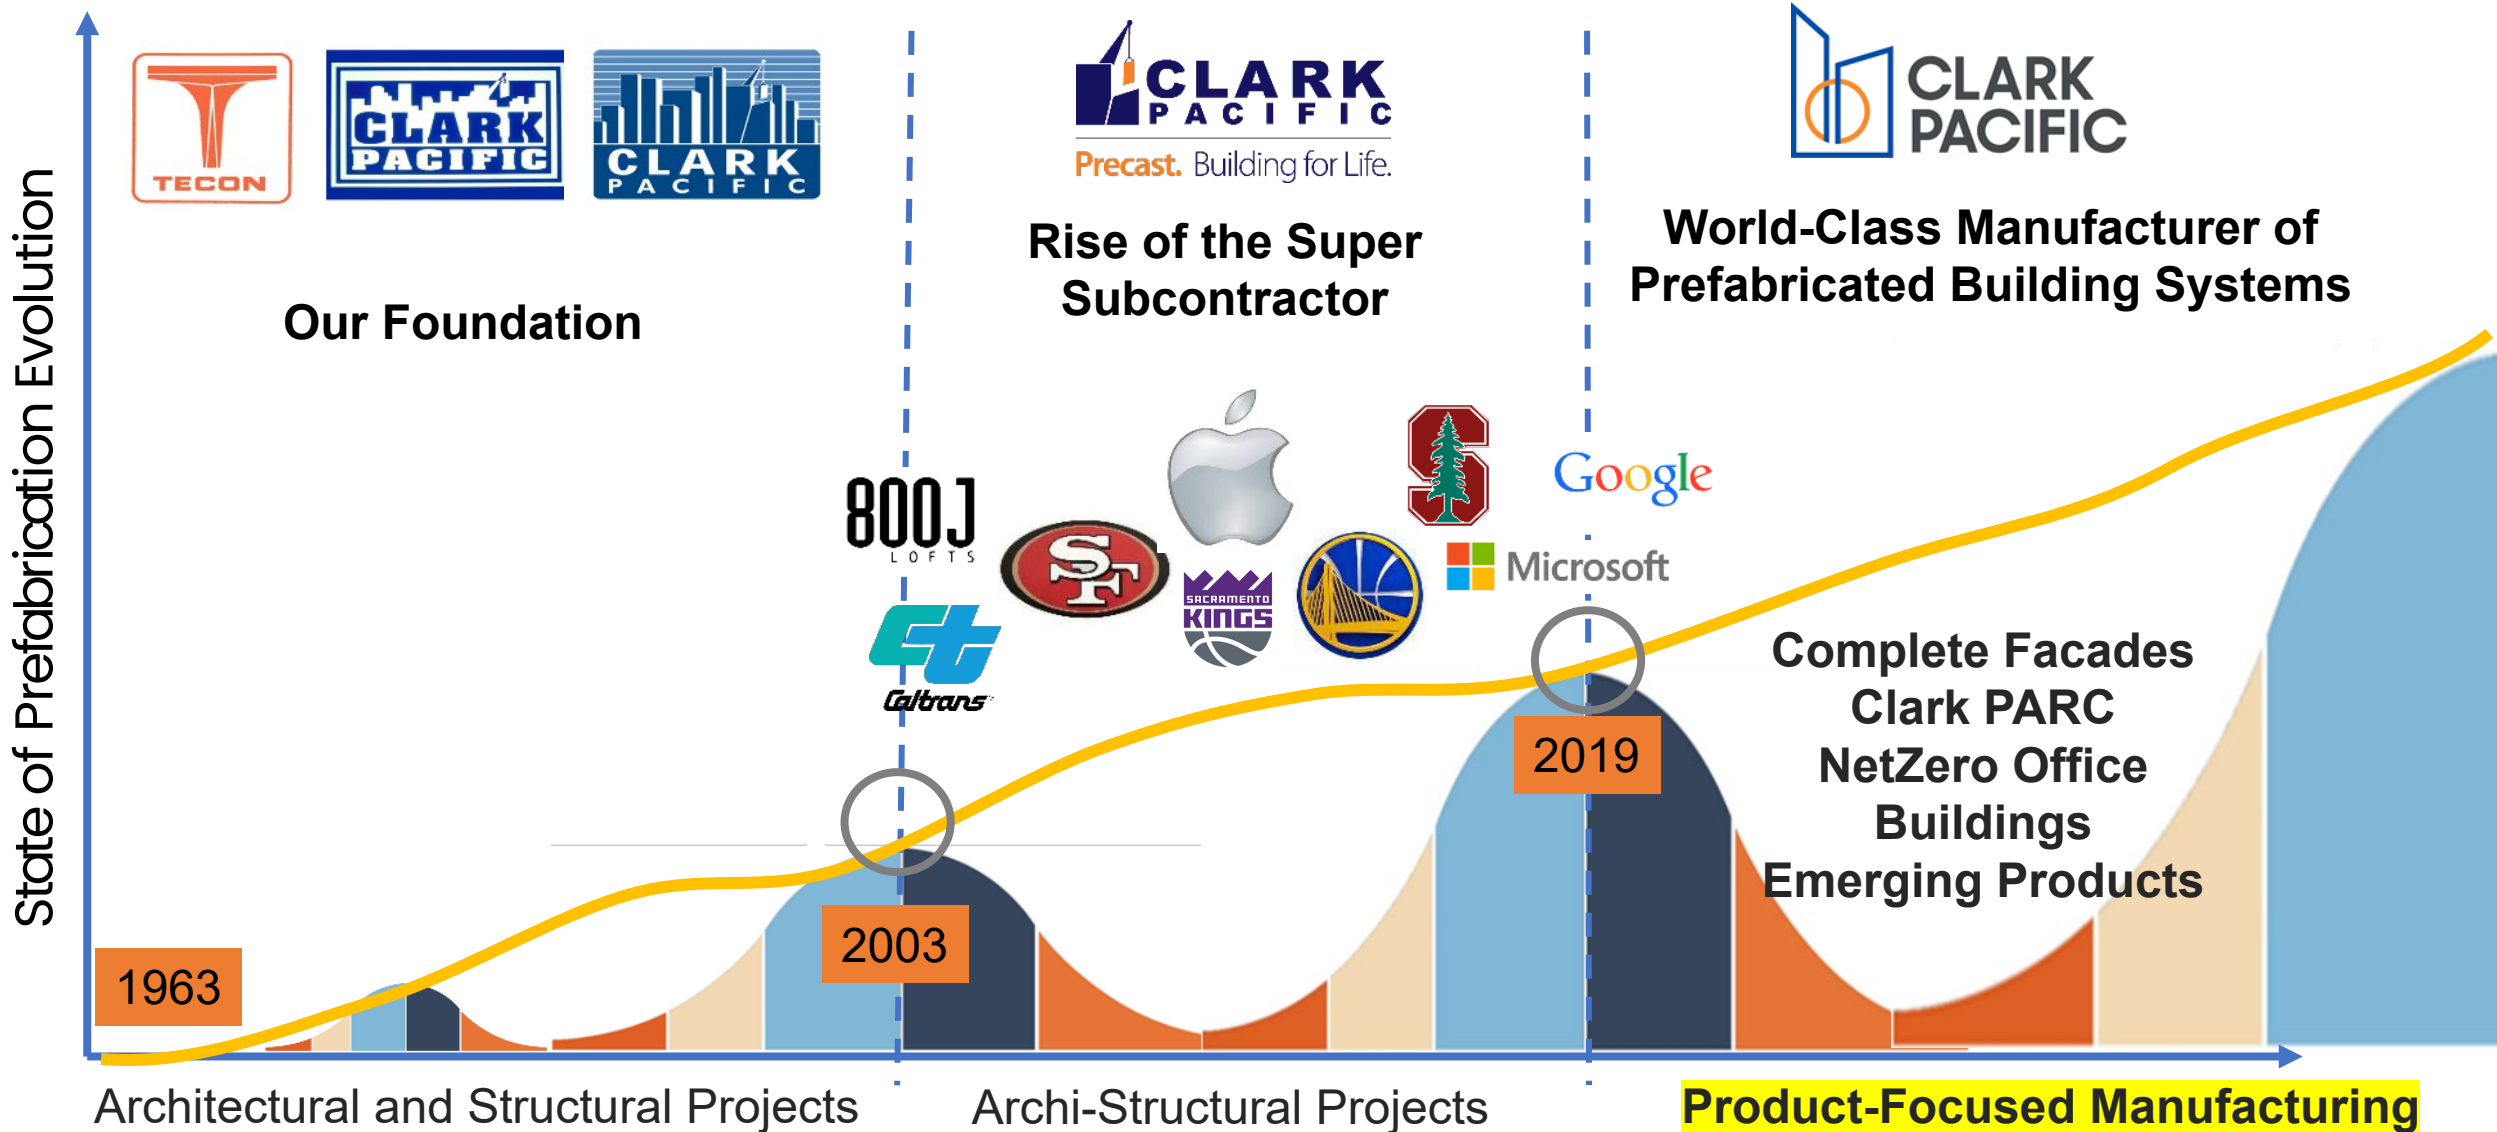 State of Prefabrication Evolution
TECON
CLARK
PACIFIC
CLARK
PACIFIC
Our Foundation
1963
CLARK
PACIFIC
Precast. Building for Life.
Rise of the Super
Subcontractor
800J
LOFTS
Ct
Caltrans
SF
SACRAMENTO
KINGS
S
Google
Microsoft
2003
2019
CLARK
PACIFIC
World-Class Manufacturer of
Prefabricated Building Systems
Complete Facades
Clark PARC
NetZero Office
Buildings
Emerging Products
Architectural and Structural Projects
Archi-Structural Projects
Product-Focused Manufacturing